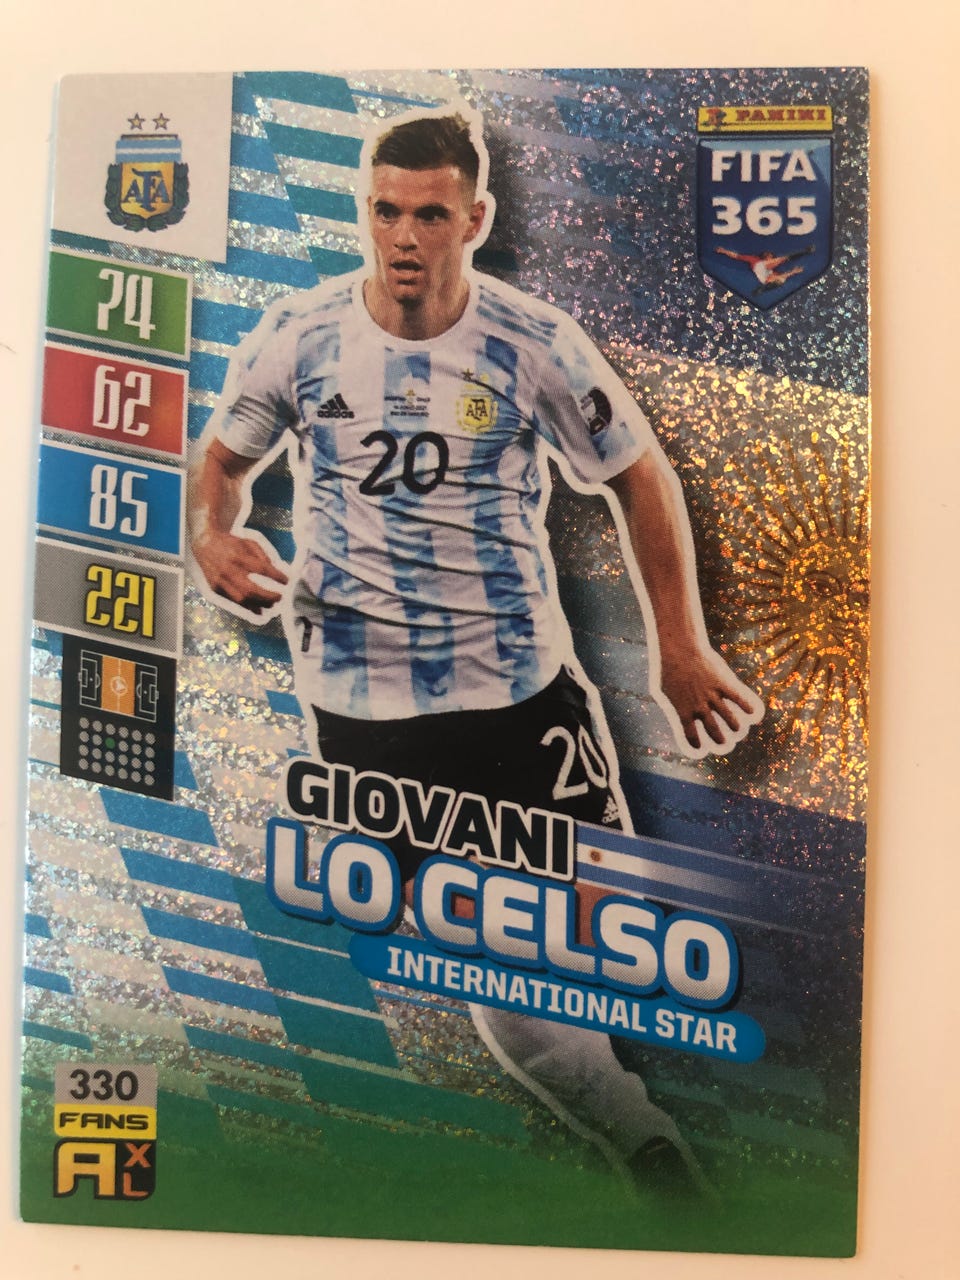 PANINI
FIFA
365
AFA
74
62
85
221
adidas
AFA
20
20
GIOVANI
LO CELSO
INTERNATIONAL STAR
330
FANS
A XL